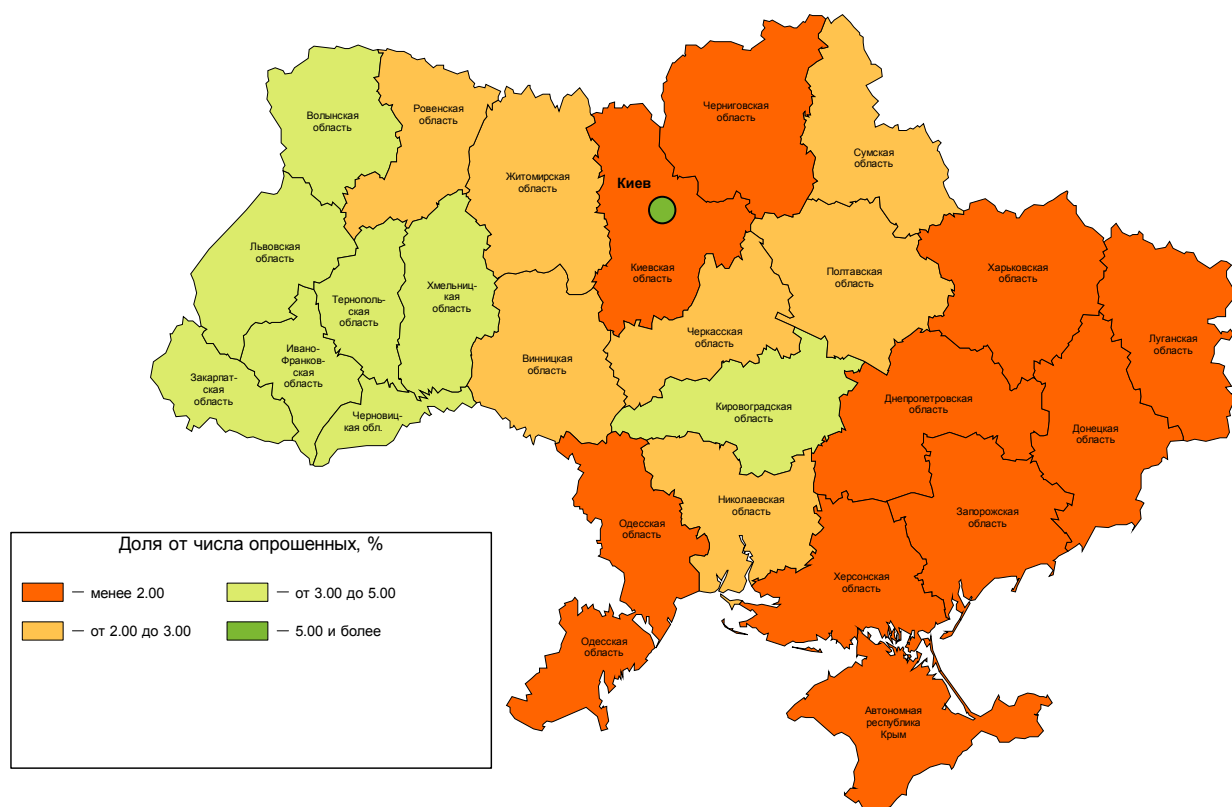 Волынская
область
Ровенская
область
Житомирская
область
Черниговская
область
Сумская
область
Киев
Киевская
область
Львовская
область
Тернополь-
ская
область
Хмельниц-
кая
область
Ивано-
Франков-
ская
область
Закарпат-
ская
область
Черновиц-
кая обл.
Винницкая
область
Черкасская
область
Полтавская
область
Харьковская
область
Луганская
область
Кировоградская
область
Днепропетровская
область
Донецкая
область
Николаевская
область
Одесская
область
Запорожская
область
Херсонская
область
Одесская
область
Автономная
республика
Крым
Доля от числа опрошенных, %
— менее 2.00
— от 3.00 до 5.00
— от 2.00 до 3.00
— 5.00 и более